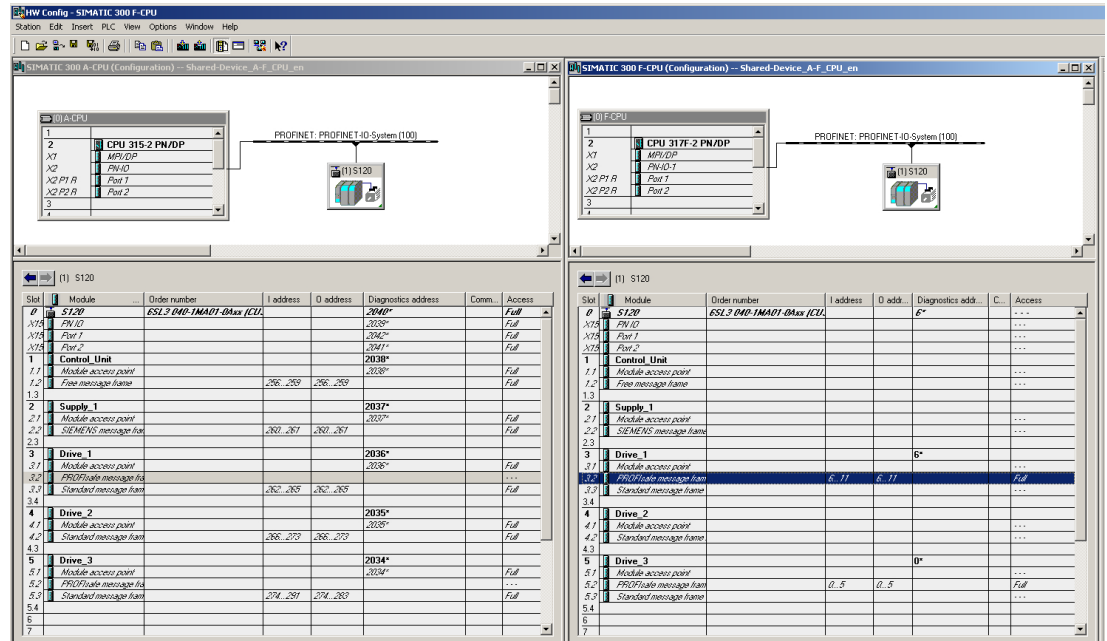 HW Config - SIMATIC 300 F-CPU
Station Edit Insert PLC View Options Window Help
SIMATIC 300 A-CPU (Configuration) -- Shared-Device_A-F_CPU_en
(0) A-CPU
1
2 CPU 315-2 PN/DP
X1 MPI/DP
X2 PN-IO
X2 P1 R Port 1
X2 P2 R Port 2
3
PROFINET: PROFINET-IO-System (100)
(1) S120
(1) S120
Slot Module ... Order number I address O address Diagnostics address Comm... Access
0 S120 6SL3 040-1MA01-0Axx (CU. 2040* Full
X15 PN IO 2039* Full
X15 Port 1 2042* Full
X15 Port 2 2041* Full
1 Control_Unit 2038*
1.1 Module access point 2038* Full
1.2 Free message frame 256...259 256...259 Full
1.3
2 Supply_1 2037*
2.1 Module access point 2037* Full
2.2 SIEMENS message fra 260...261 260...261 Full
2.3
3 Drive_1 2036*
3.1 Module access point 2036* Full
3.2 PROFIsafe message fra ---
3.3 Standard message fram 262...265 262...265 Full
3.4
4 Drive_2 2035*
4.1 Module access point 2035* Full
4.2 Standard message fram 266...273 266...273 Full
4.3
5 Drive_3 2034*
5.1 Module access point 2034* Full
5.2 PROFIsafe message fra ---
5.3 Standard message fram 274...291 274...283 Full
5.4
6
7
SIMATIC 300 F-CPU (Configuration) -- Shared-Device_A-F_CPU_en
(0) F-CPU
1
2 CPU 317F-2 PN/DP
X1 MPI/DP
X2 PN-IO-1
X2 P1 R Port 1
X2 P2 R Port 2
3
PROFINET: PROFINET-IO-System (100)
(1) S120
(1) S120
Slot Module Order number I address O addr... Diagnostics addr... C... Access
0 S120 6SL3 040-1MA01-0Axx (CU. 6* ---
X15 PN IO ---
X15 Port 1 ---
X15 Port 2 ---
1 Control_Unit
1.1 Module access point ---
1.2 Free message frame ---
1.3
2 Supply_1
2.1 Module access point ---
2.2 SIEMENS message frame ---
2.3
3 Drive_1 6*
3.1 Module access point ---
3.2 PROFIsafe message fram 6...11 6...11 Full
3.3 Standard message frame ---
3.4
4 Drive_2
4.1 Module access point ---
4.2 Standard message frame ---
4.3
5 Drive_3 0*
5.1 Module access point ---
5.2 PROFIsafe message fram 0...5 0...5 Full
5.3 Standard message frame ---
5.4
6
7